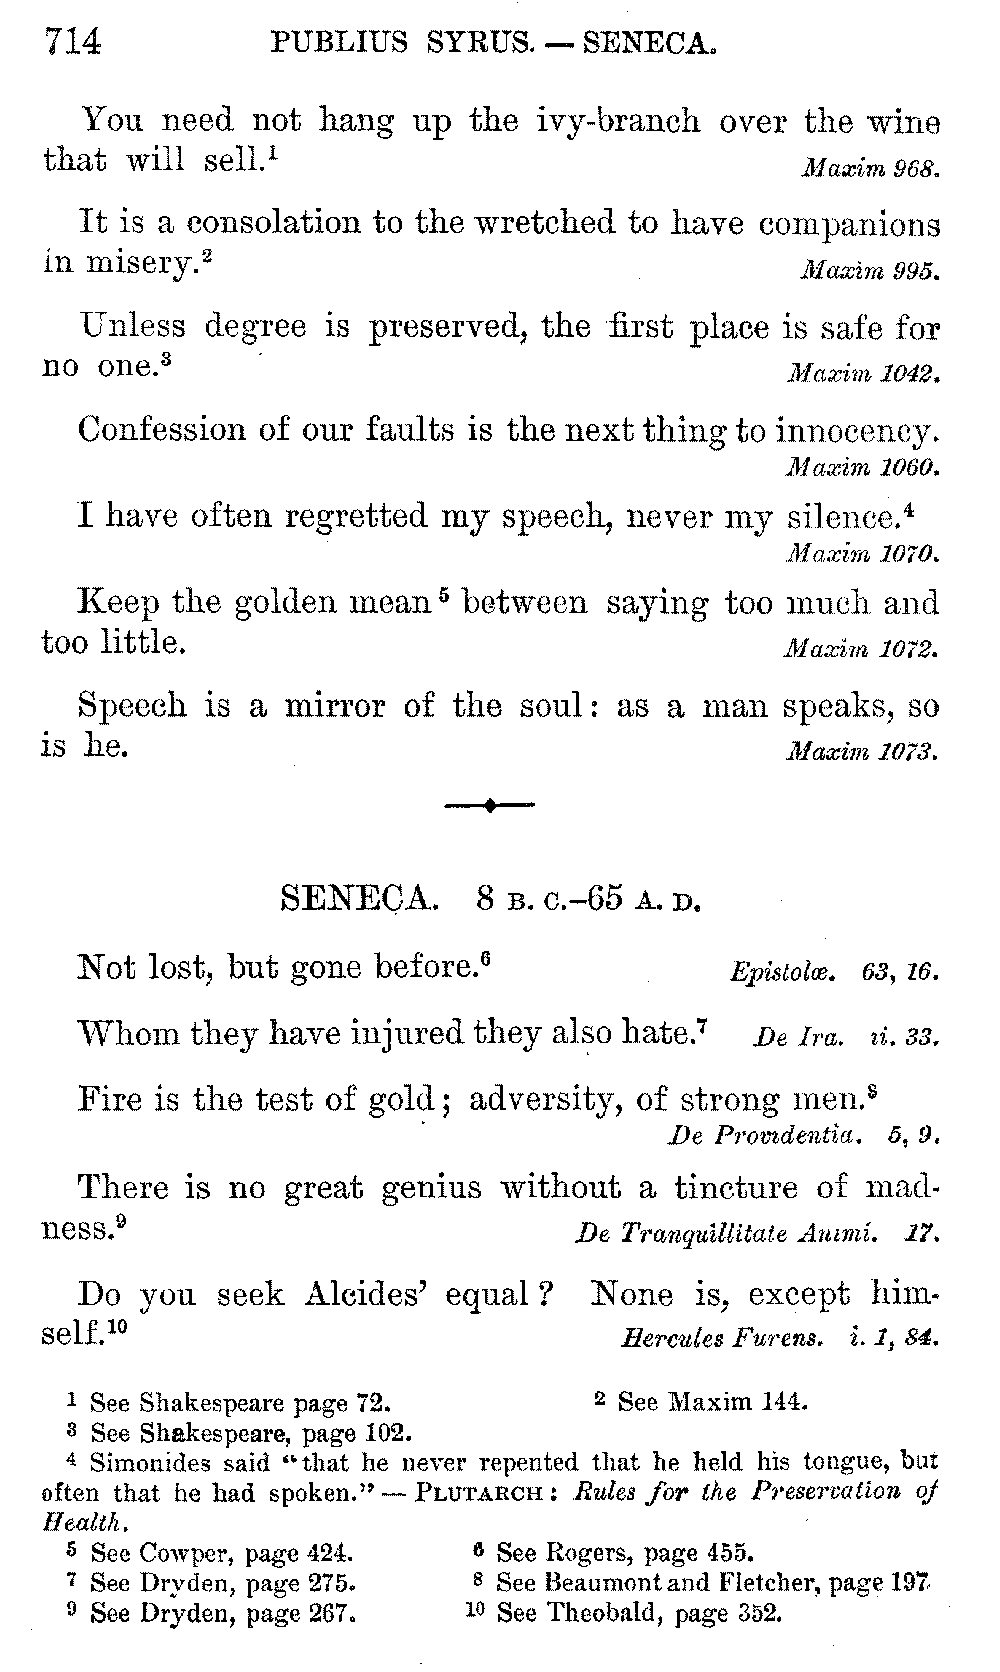 714 PUBLIUS SYRUS. — SENECA.
You need not hang up the ivy-branch over the wine
that will sell.¹ Maxim 968.
It is a consolation to the wretched to have companions
in misery.² Maxim 995.
Unless degree is preserved, the first place is safe for
no one.³ Maxim 1042.
Confession of our faults is the next thing to innocency.
Maxim 1060.
I have often regretted my speech, never my silence.⁴
Maxim 1070.
Keep the golden mean⁵ between saying too much and
too little. Maxim 1072.
Speech is a mirror of the soul: as a man speaks, so
is he. Maxim 1073.
SENECA. 8 B. C.–65 A. D.
Not lost, but gone before.⁶ Epistolæ. 63, 16.
Whom they have injured they also hate.⁷ De Ira. ii. 33.
Fire is the test of gold; adversity, of strong men.⁸
De Providentia. 5, 9.
There is no great genius without a tincture of mad-
ness.⁹ De Tranquillitate Animi. 17.
Do you seek Alcides' equal? None is, except him-
self.¹⁰ Hercules Furens. i. 1, 84.
¹ See Shakespeare page 72. ² See Maxim 144.
³ See Shakespeare, page 102.
⁴ Simonides said "that he never repented that he held his tongue, but
often that he had spoken." — PLUTARCH: Rules for the Preservation of
Health.
⁵ See Cowper, page 424. ⁶ See Rogers, page 455.
⁷ See Dryden, page 275. ⁸ See Beaumont and Fletcher, page 197.
⁹ See Dryden, page 267. ¹⁰ See Theobald, page 352.